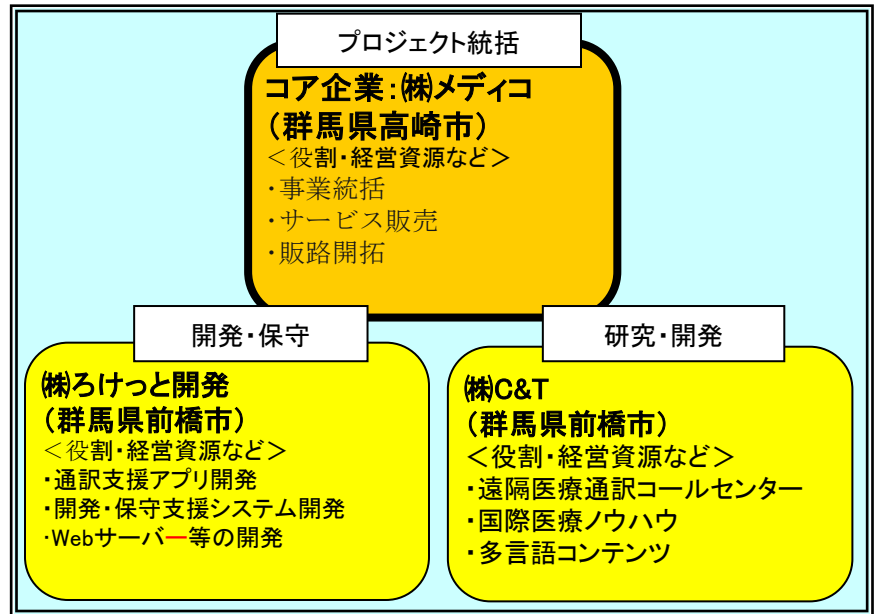 プロジェクト統括
コア企業：㈱メディコ
（群馬県高崎市）
＜役割・経営資源など＞
・事業統括
・サービス販売
・販路開拓
開発・保守
㈱ろけっと開発
（群馬県前橋市）
＜役割・経営資源など＞
・通訳支援アプリ開発
・開発・保守支援システム開発
・Webサーバー等の開発
研究・開発
㈱C&T
（群馬県前橋市）
＜役割・経営資源など＞
・遠隔医療通訳コールセンター
・国際医療ノウハウ
・多言語コンテンツ